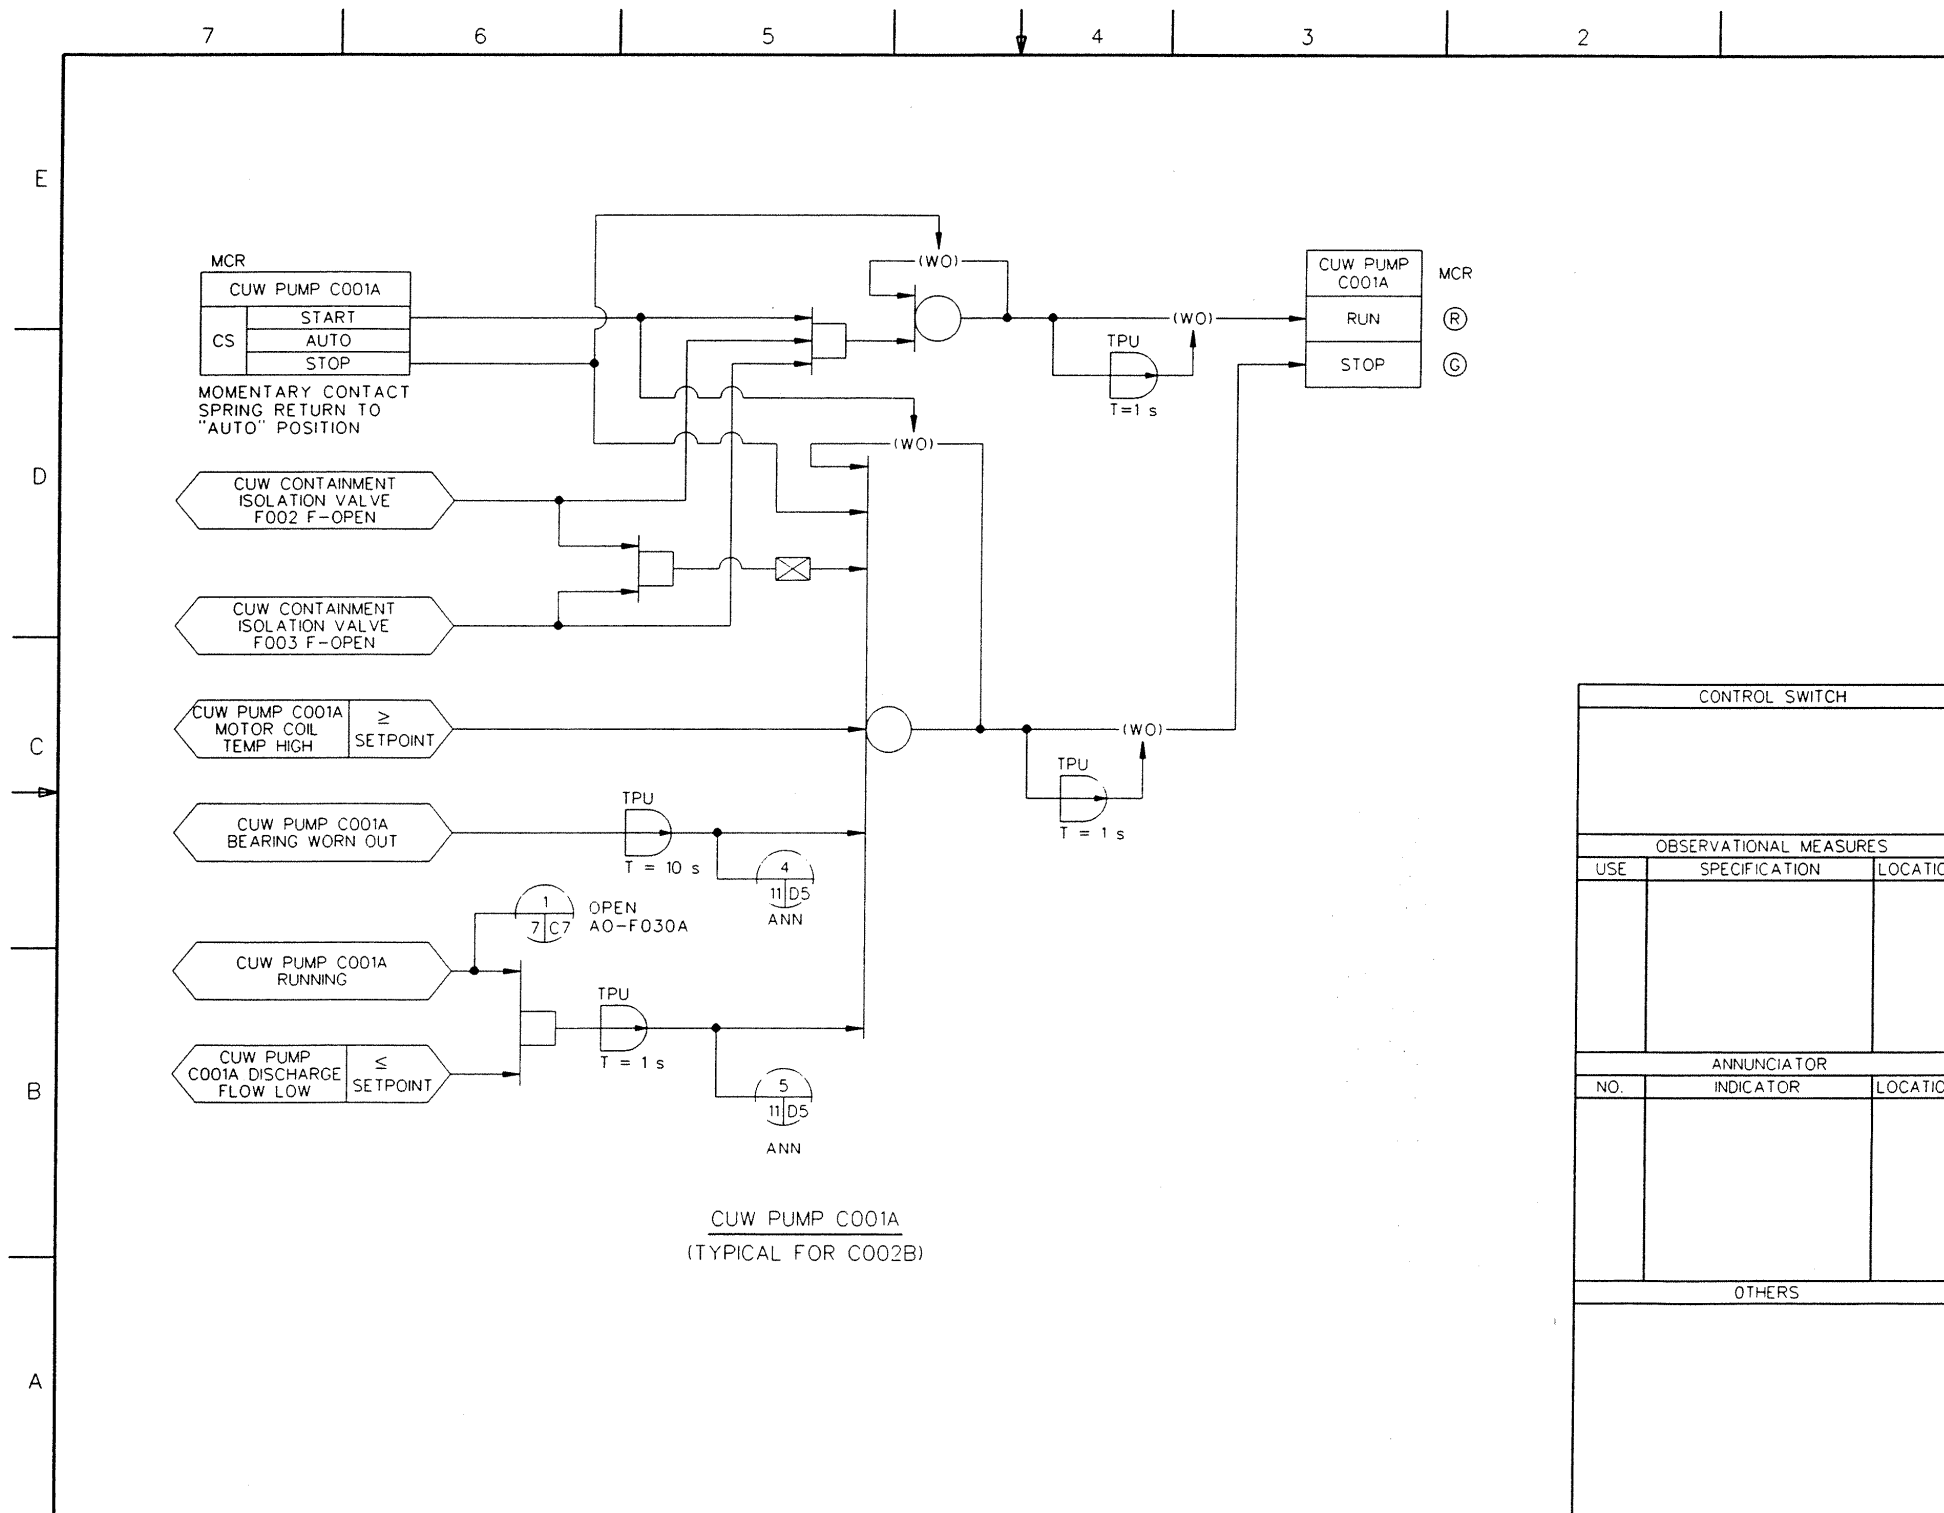 7 6 5 4 3 2
E
D
C
B
A
MCR
CUW PUMP C001A
CS
START
AUTO
STOP
MOMENTARY CONTACT
SPRING RETURN TO
"AUTO" POSITION
(WO)
(WO)
TPU
T=1 s
CUW PUMP
C001A
RUN
STOP
MCR
R
G
(WO)
CUW CONTAINMENT
ISOLATION VALVE
F002 F-OPEN
CUW CONTAINMENT
ISOLATION VALVE
F003 F-OPEN
CUW PUMP C001A
MOTOR COIL
TEMP HIGH
≥
SETPOINT
(WO)
TPU
T = 1 s
CUW PUMP C001A
BEARING WORN OUT
TPU
T = 10 s
4
11 D5
ANN
1
7 C7
OPEN
AO-F030A
CUW PUMP C001A
RUNNING
TPU
T = 1 s
CUW PUMP
C001A DISCHARGE
FLOW LOW
≤
SETPOINT
5
11 D5
ANN
CUW PUMP C001A
(TYPICAL FOR C002B)
CONTROL SWITCH
OBSERVATIONAL MEASURES
USE SPECIFICATION LOCATIO
ANNUNCIATOR
NO. INDICATOR LOCATIO
OTHERS